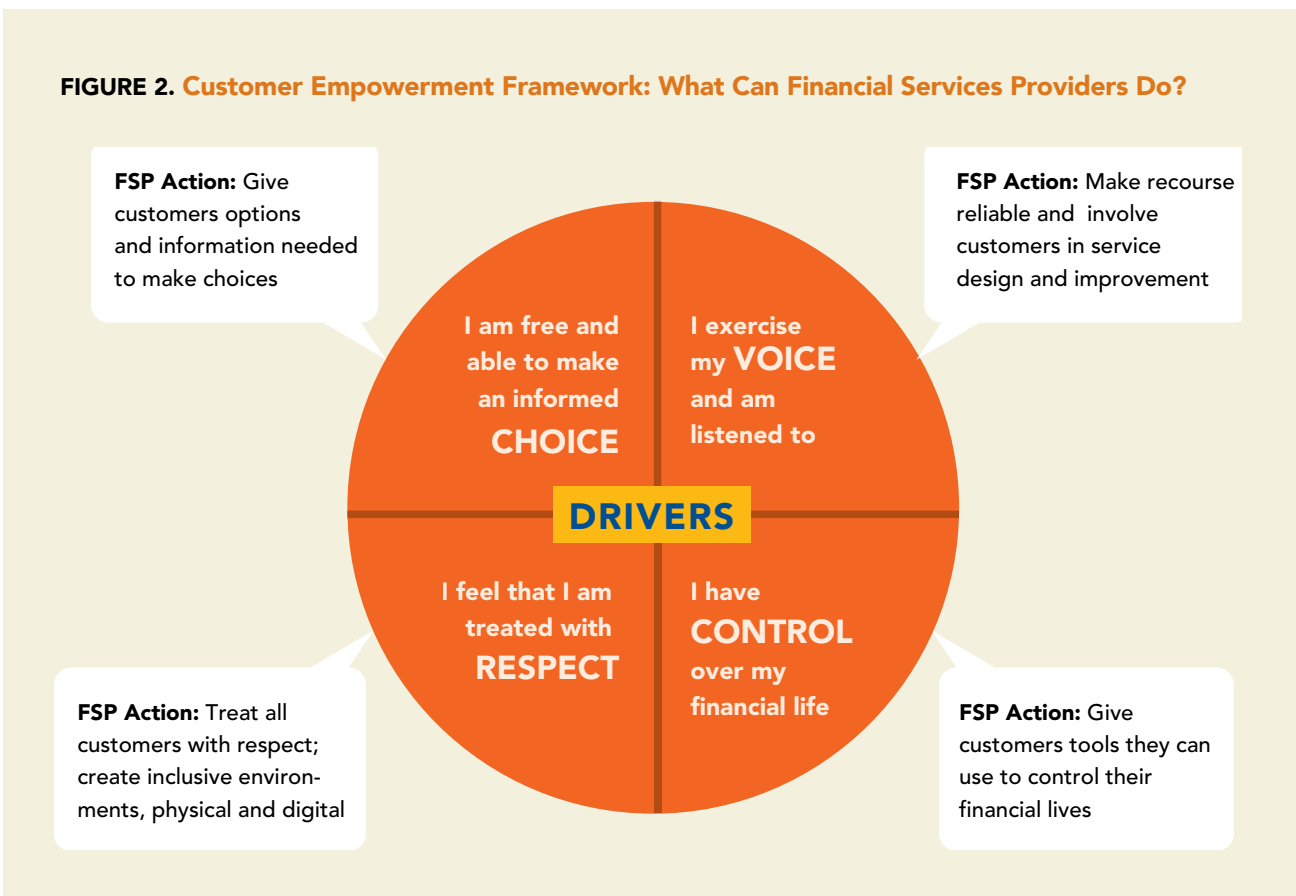 FIGURE 2. Customer Empowerment Framework: What Can Financial Services Providers Do?
FSP Action: Give
customers options
and information needed
to make choices
FSP Action: Make recourse
reliable and involve
customers in service
design and improvement
I am free and
able to make
an informed
CHOICE
I exercise
my VOICE
and am
listened to
DRIVERS
I feel that I am
treated with
RESPECT
I have
CONTROL
over my
financial life
FSP Action: Treat all
customers with respect;
create inclusive environ-
ments, physical and digital
FSP Action: Give
customers tools they can
use to control their
financial lives